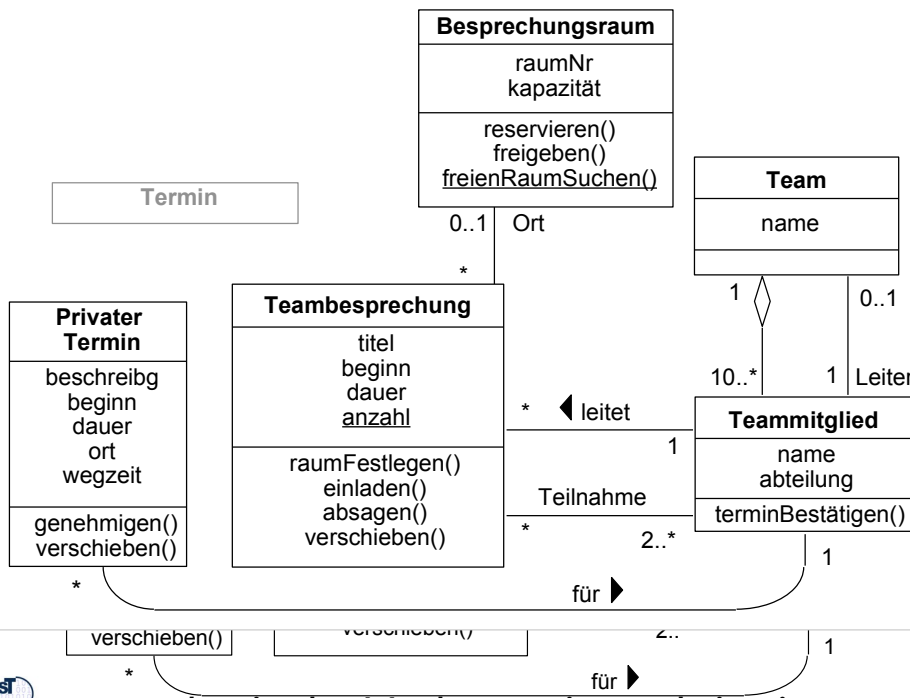 Besprechungsraum
raumNr
kapazität
reservieren()
freigeben()
freienRaumSuchen()
Termin
Team
name
0..1 Ort
*
1
0..1
10..*
1 Leiter
Privater
Termin
beschreibg
beginn
dauer
ort
wegzeit
genehmigen()
verschieben()
*
Teambesprechung
titel
beginn
dauer
anzahl
raumFestlegen()
einladen()
absagen()
verschieben()
* leitet
1
Teilnahme
*
2..*
Teammitglied
name
abteilung
terminBestätigen()
1
für
verschieben()
verschieben()
2..
1
*
für